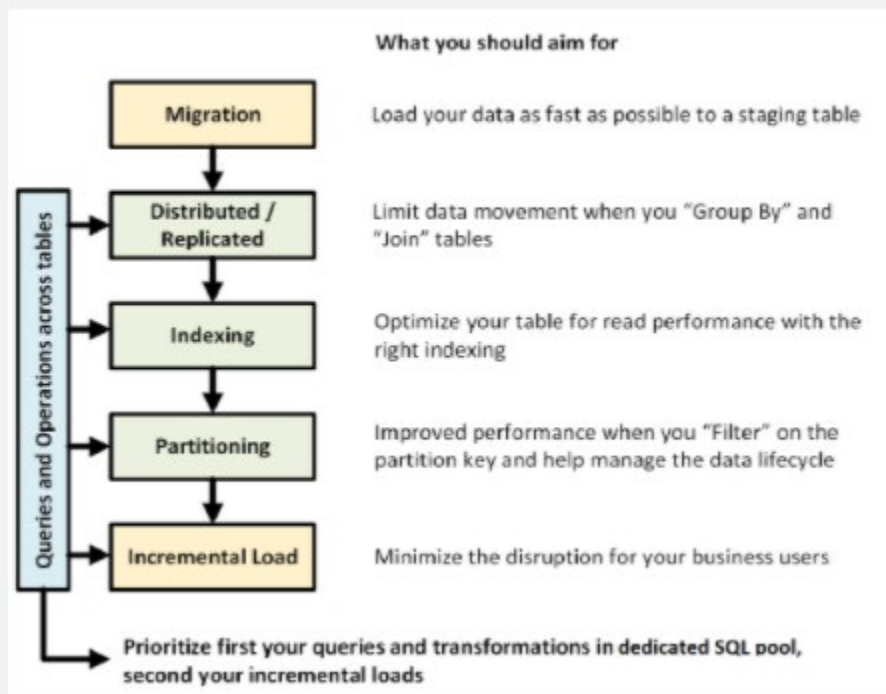 What you should aim for
Migration
Load your data as fast as possible to a staging table
Distributed /
Replicated
Limit data movement when you “Group By” and
“Join” tables
Indexing
Optimize your table for read performance with the
right indexing
Partitioning
Improved performance when you “Filter” on the
partition key and help manage the data lifecycle
Incremental Load
Minimize the disruption for your business users
Queries and Operations across tables
Prioritize first your queries and transformations in dedicated SQL pool,
second your incremental loads